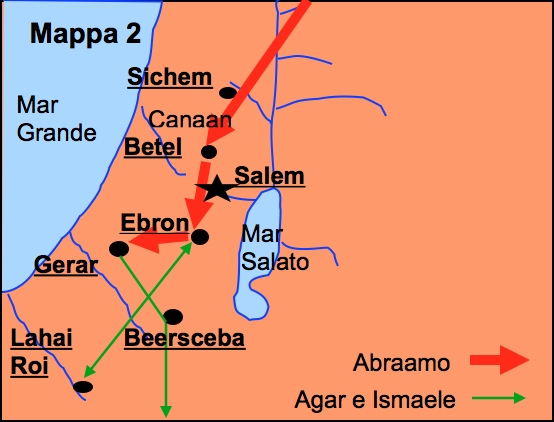 Mappa 2
Sichem
Mar
Grande
Canaan
Betel
Salem
Ebron
Mar
Salato
Gerar
Lahai
Roi
Beersceba
Abraamo
Agar e Ismaele